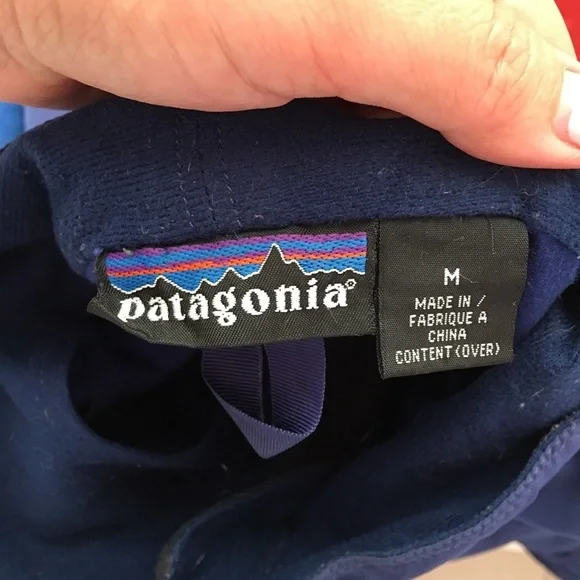 patagonia®
M
MADE IN /
FABRIQUE A
CHINA
CONTENT (OVER)